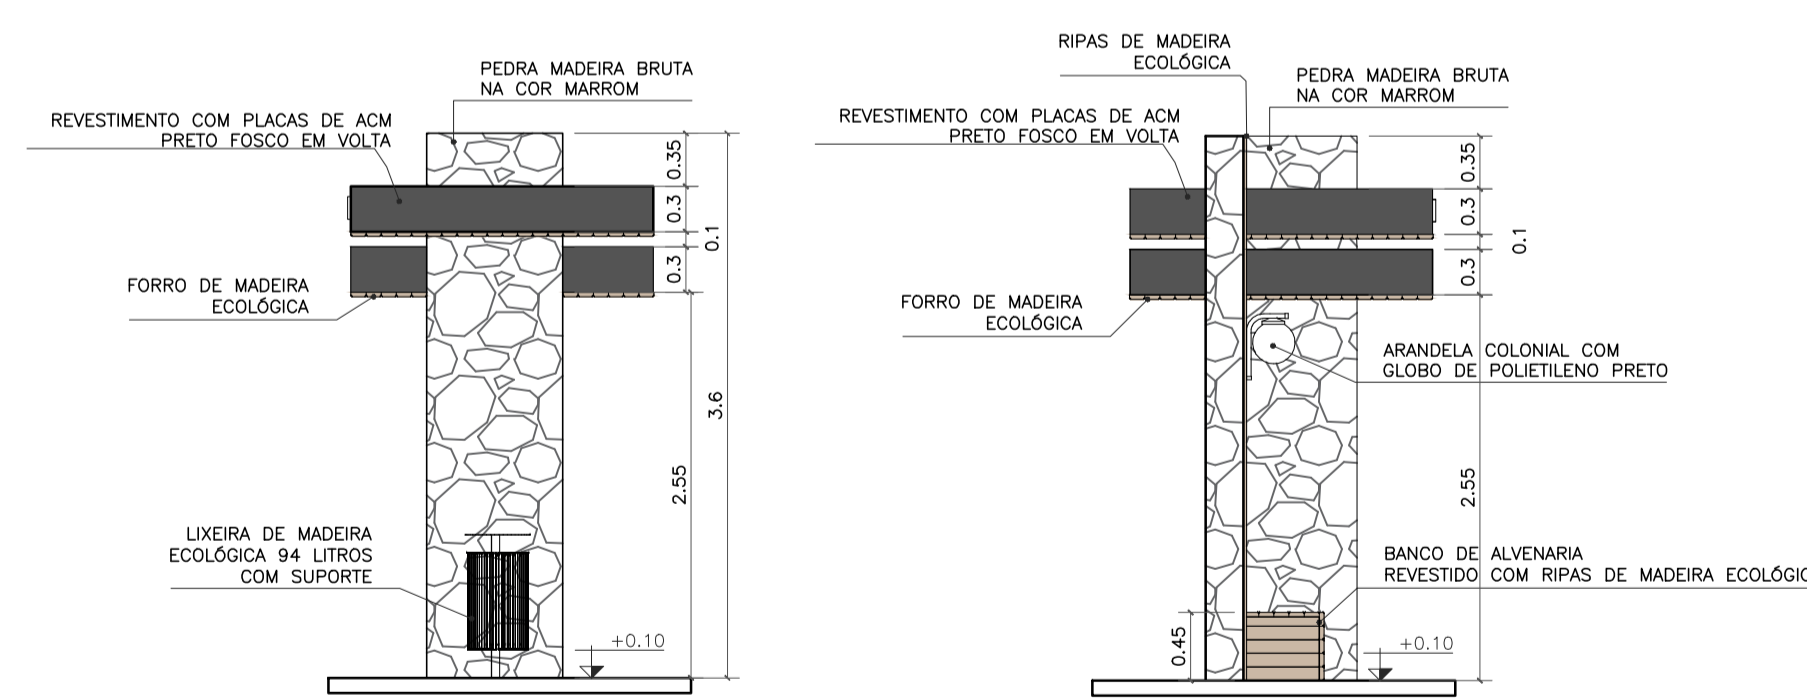 PEDRA MADEIRA BRUTA
NA COR MARROM
REVESTIMENTO COM PLACAS DE ACM
PRETO FOSCO EM VOLTA
FORRO DE MADEIRA
ECOLÓGICA
LIXEIRA DE MADEIRA
ECOLÓGICA 94 LITROS
COM SUPORTE
0.35
0.3
0.1
0.3
3.6
2.55
+0.10
RIPAS DE MADEIRA
ECOLÓGICA
PEDRA MADEIRA BRUTA
NA COR MARROM
REVESTIMENTO COM PLACAS DE ACM
PRETO FOSCO EM VOLTA
FORRO DE MADEIRA
ECOLÓGICA
0.35
0.3
0.1
0.3
ARANDELA COLONIAL COM
GLOBO DE POLIETILENO PRETO
2.55
BANCO DE ALVENARIA
REVESTIDO COM RIPAS DE MADEIRA ECOLÓGIC
0.45
+0.10